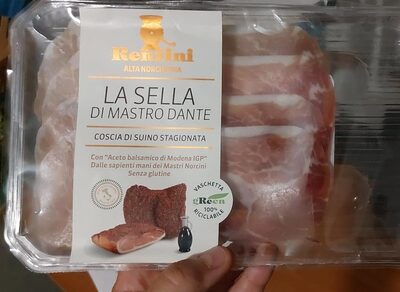 Renzini
ALTA NORCINERIA
LA SELLA
DI MASTRO DANTE
COSCIA DI SUINO STAGIONATA
Con "Aceto balsamico di Modena IGP"
Dalle sapienti mani dei Mastri Norcini
Senza glutine
VASCHETTA
gReen
100%
RICICLABILE